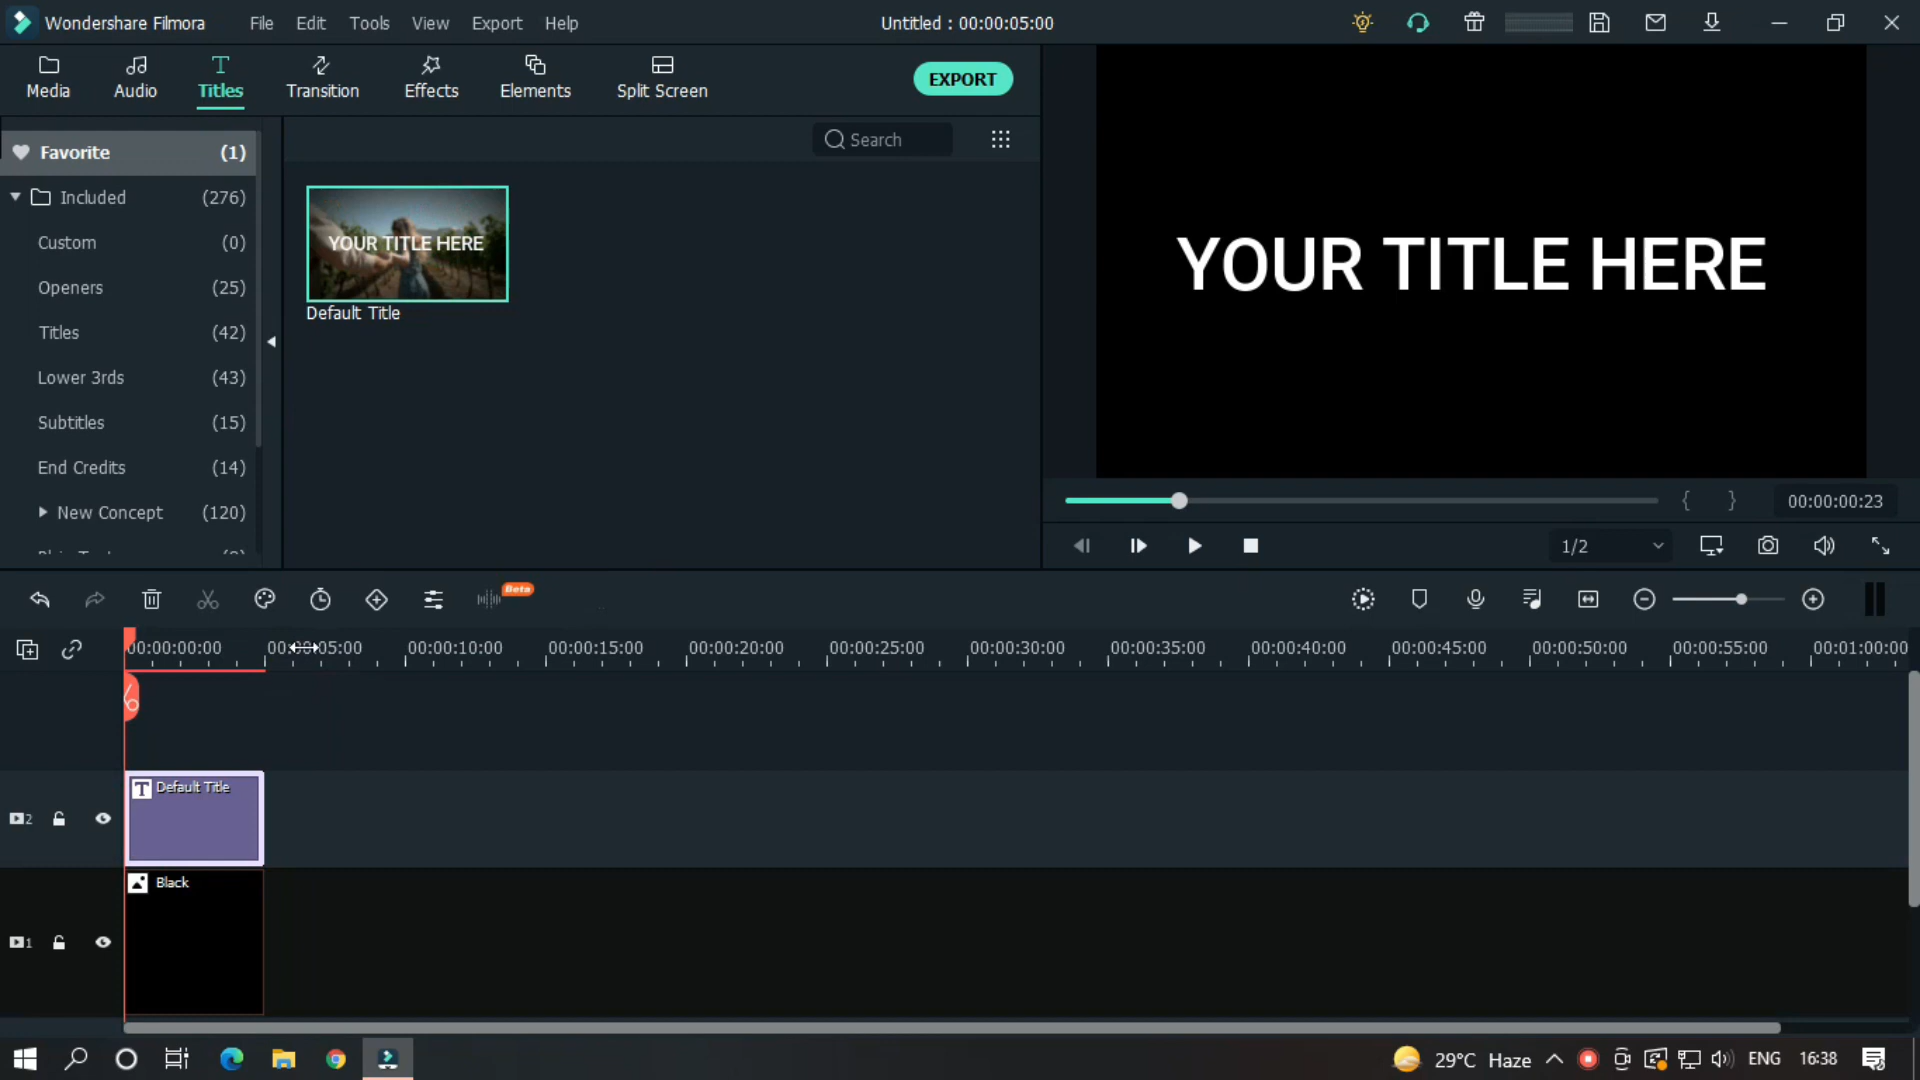 Wondershare Filmora File Edit Tools View Export Help Untitled : 00:00:05:00
Media Audio Titles Transition Effects Elements Split Screen EXPORT
Favorite (1)
Search
Included (276)
Custom (0)
Openers (25)
Titles (42)
Lower 3rds (43)
Subtitles (15)
End Credits (14)
New Concept (120)
YOUR TITLE HERE
Default Title
YOUR TITLE HERE
00:00:00:23
1/2
Beta
00:00:00:00 00:00:05:00 00:00:10:00 00:00:15:00 00:00:20:00 00:00:25:00 00:00:30:00 00:00:35:00 00:00:40:00 00:00:45:00 00:00:50:00 00:00:55:00 00:01:00:00
Default Title
2
Black
1
29°C Haze ENG 16:38